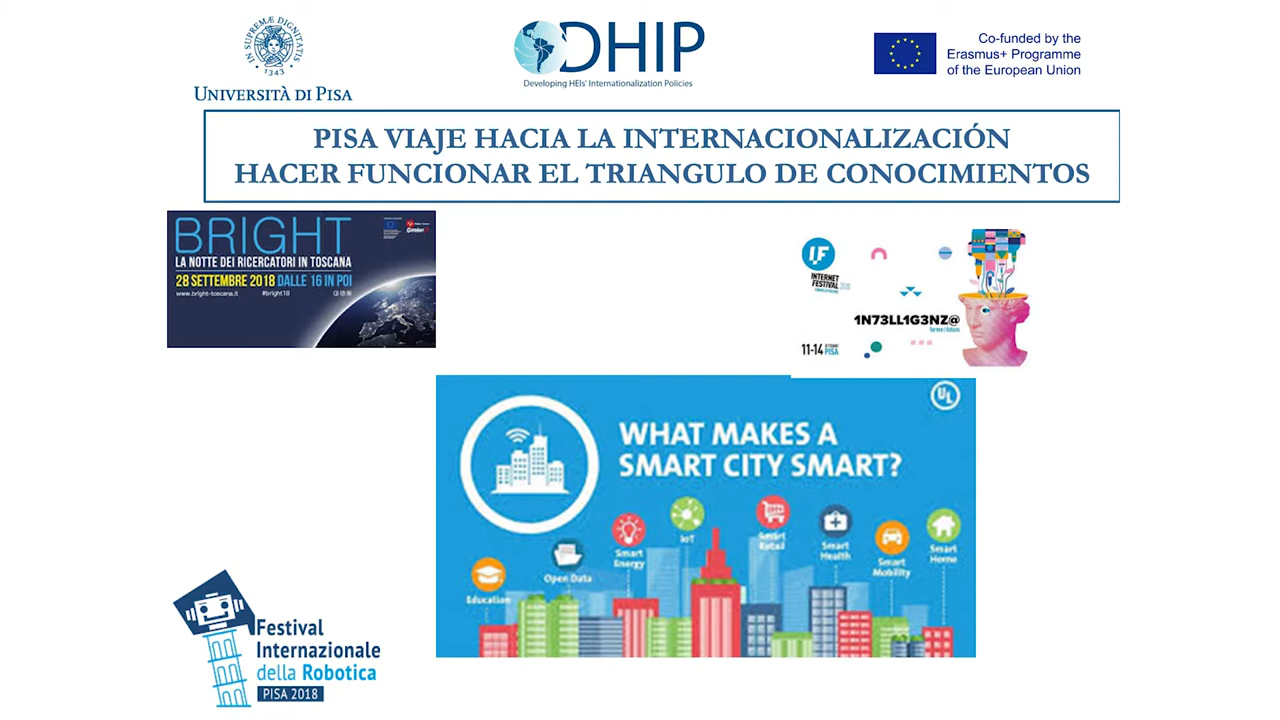 IN SUPREMÆ DIGNITATIS
1343
UNIVERSITÀ DI PISA
DHIP
Developing HEIs' Internationalization Policies
Co-funded by the
Erasmus+ Programme
of the European Union
PISA VIAJE HACIA LA INTERNACIONALIZACIÓN
HACER FUNCIONAR EL TRIANGULO DE CONOCIMIENTOS
BRIGHT
LA NOTTE DEI RICERCATORI IN TOSCANA
28 SETTEMBRE 2018 DALLE 16 IN POI
www.bright-toscana.it #bright18
I,F
INTERNET
FESTIVAL 2018
1N73LL1G3NZ@
forme i futuro
11-14
PISA
UL
WHAT MAKES A
SMART CITY SMART?
Education
Open Data
Smart
Energy
IoT
Smart
Retail
Smart
Health
Smart
Mobility
Smart
Home
Festival
Internazionale
della Robotica
PISA 2018